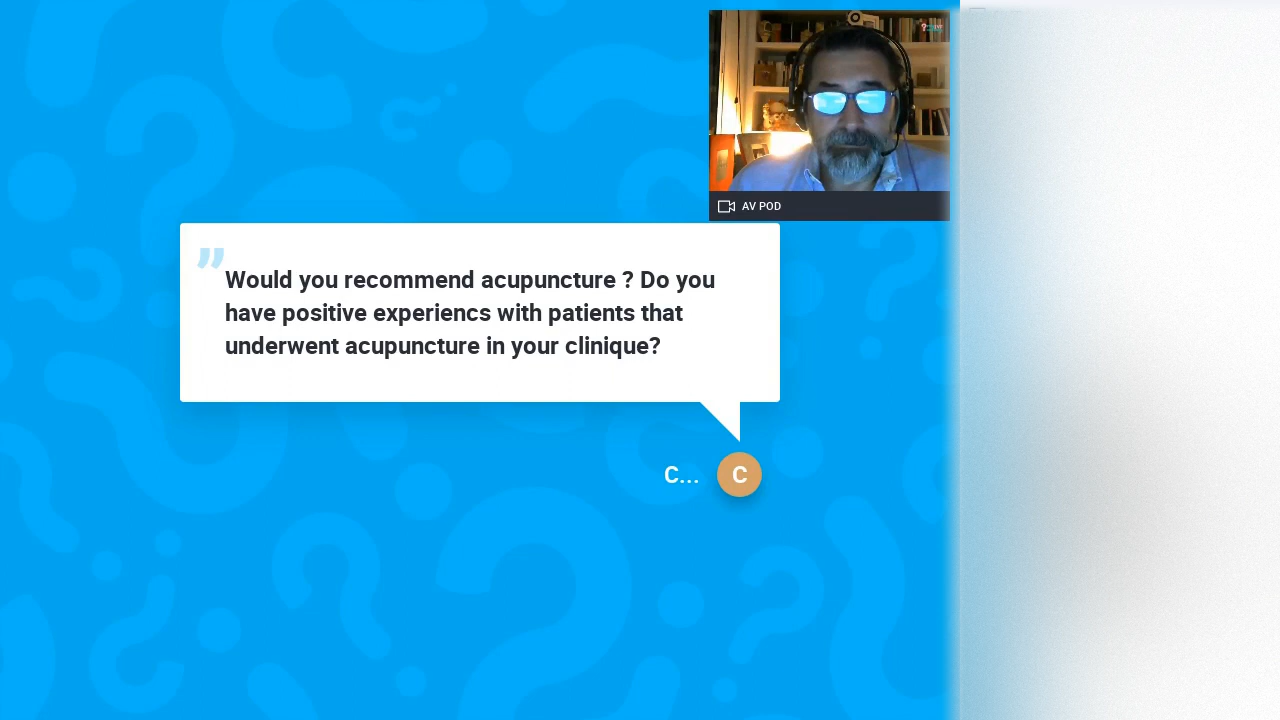 AV POD
”
Would you recommend acupuncture ? Do you
have positive experiencs with patients that
underwent acupuncture in your clinique?
C...
C